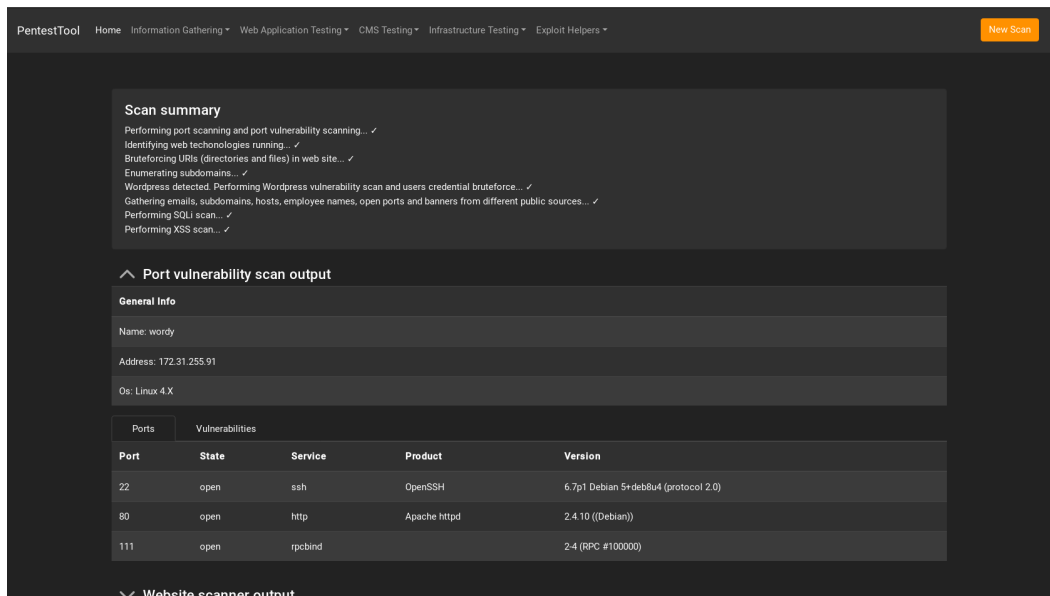 PentestTool Home Information Gathering Web Application Testing CMS Testing Infrastructure Testing Exploit Helpers New Scan
Scan summary
Performing port scanning and port vulnerability scanning... ✓
Identifying web techonologies running... ✓
Bruteforcing URIs (directories and files) in web site... ✓
Enumerating subdomains... ✓
Wordpress detected. Performing Wordpress vulnerability scan and users credential bruteforce... ✓
Gathering emails, subdomains, hosts, employee names, open ports and banners from different public sources... ✓
Performing SQLi scan... ✓
Performing XSS scan... ✓
Port vulnerability scan output
General Info
Name: wordy
Address: 172.31.255.91
Os: Linux 4.X
Ports Vulnerabilities
Port State Service Product Version
22 open ssh OpenSSH 6.7p1 Debian 5+deb8u4 (protocol 2.0)
80 open http Apache httpd 2.4.10 ((Debian))
111 open rpcbind 2-4 (RPC #100000)
Website scanner output